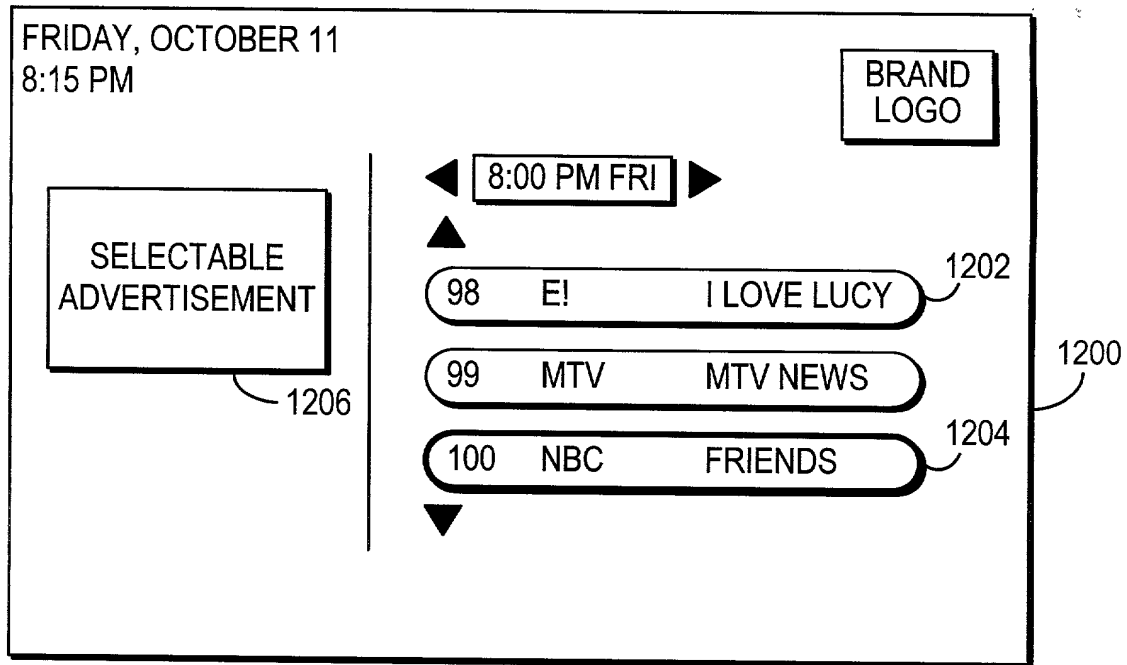 FRIDAY, OCTOBER 11
8:15 PM
BRAND
LOGO
8:00 PM FRI
SELECTABLE
ADVERTISEMENT
1206
98 E! I LOVE LUCY
1202
99 MTV MTV NEWS
1200
100 NBC FRIENDS
1204